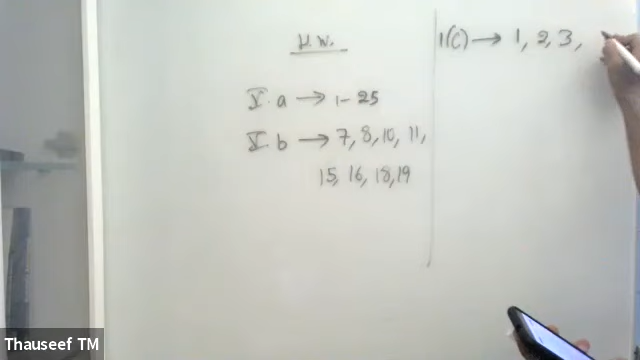 H.W.
V. a → 1-25
V. b → 7, 8, 10, 11,
15, 16, 18, 19
1(C) → 1, 2, 3,
Thauseef TM